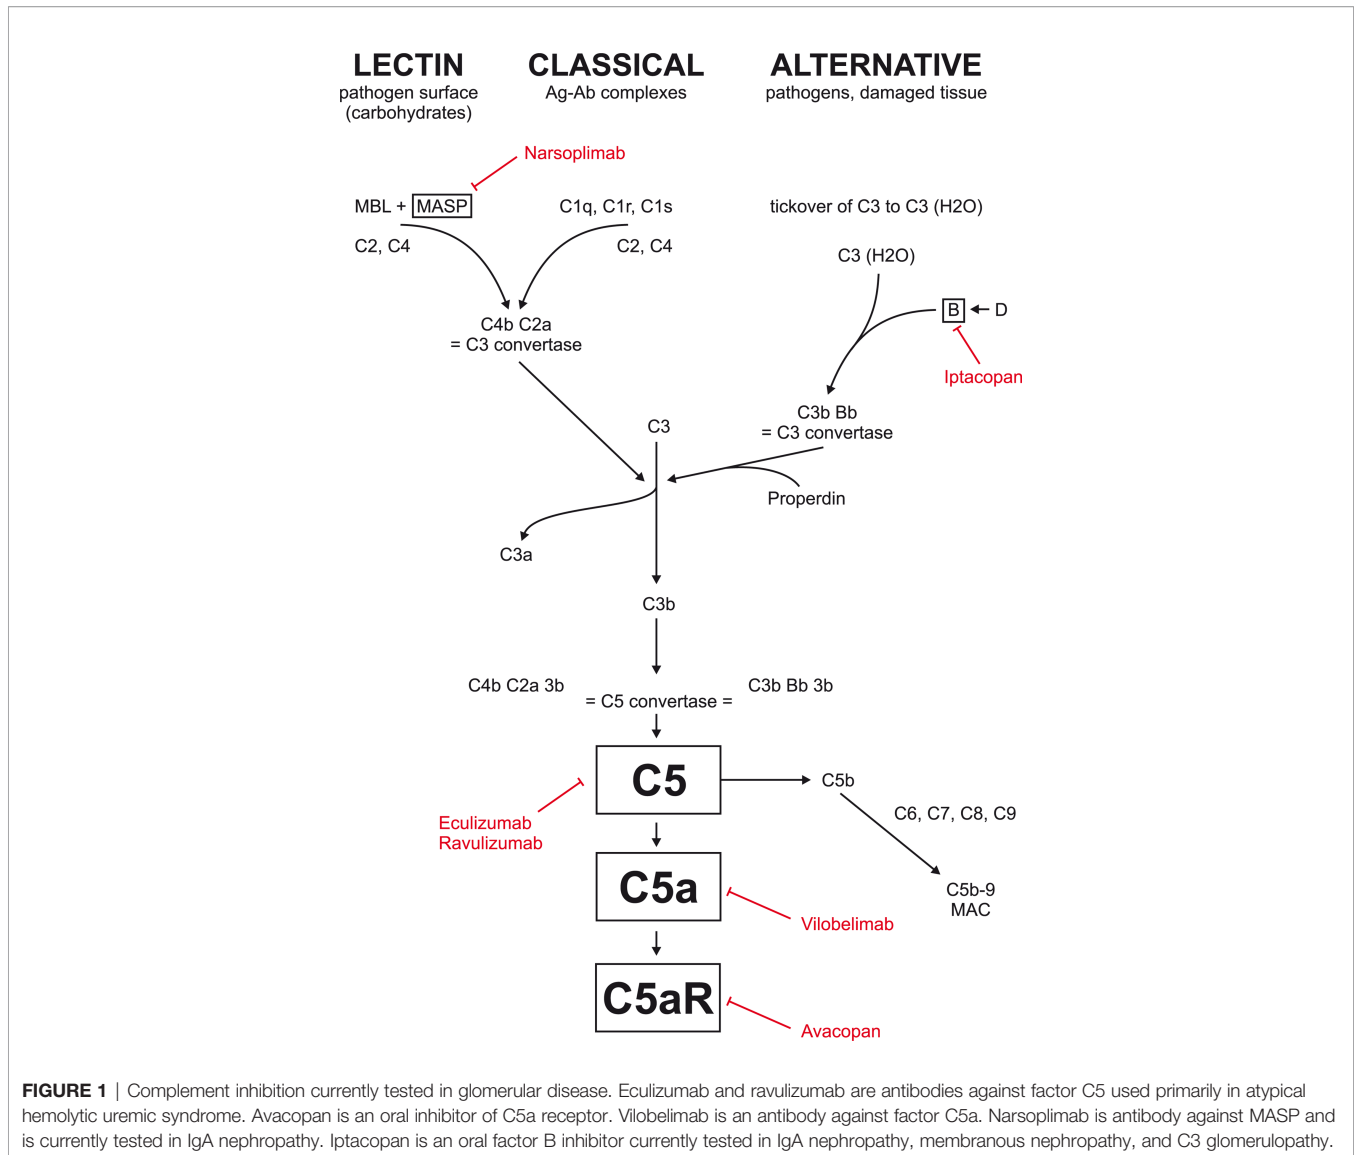 LECTIN
pathogen surface
(carbohydrates)
CLASSICAL
Ag-Ab complexes
ALTERNATIVE
pathogens, damaged tissue
Narsoplimab
MBL + MASP
C2, C4
C1q, C1r, C1s
C2, C4
tickover of C3 to C3 (H2O)
C3 (H2O)
B
D
Iptacopan
C4b C2a
= C3 convertase
C3b Bb
= C3 convertase
C3
Properdin
C3a
C3b
C4b C2a 3b
= C5 convertase =
C3b Bb 3b
C5
C5b
C6, C7, C8, C9
Eculizumab
Ravulizumab
C5a
C5b-9
MAC
Vilobelimab
C5aR
Avacopan
FIGURE 1 | Complement inhibition currently tested in glomerular disease. Eculizumab and ravulizumab are antibodies against factor C5 used primarily in atypical
hemolytic uremic syndrome. Avacopan is an oral inhibitor of C5a receptor. Vilobelimab is an antibody against factor C5a. Narsoplimab is antibody against MASP and
is currently tested in IgA nephropathy. Iptacopan is an oral factor B inhibitor currently tested in IgA nephropathy, membranous nephropathy, and C3 glomerulopathy.